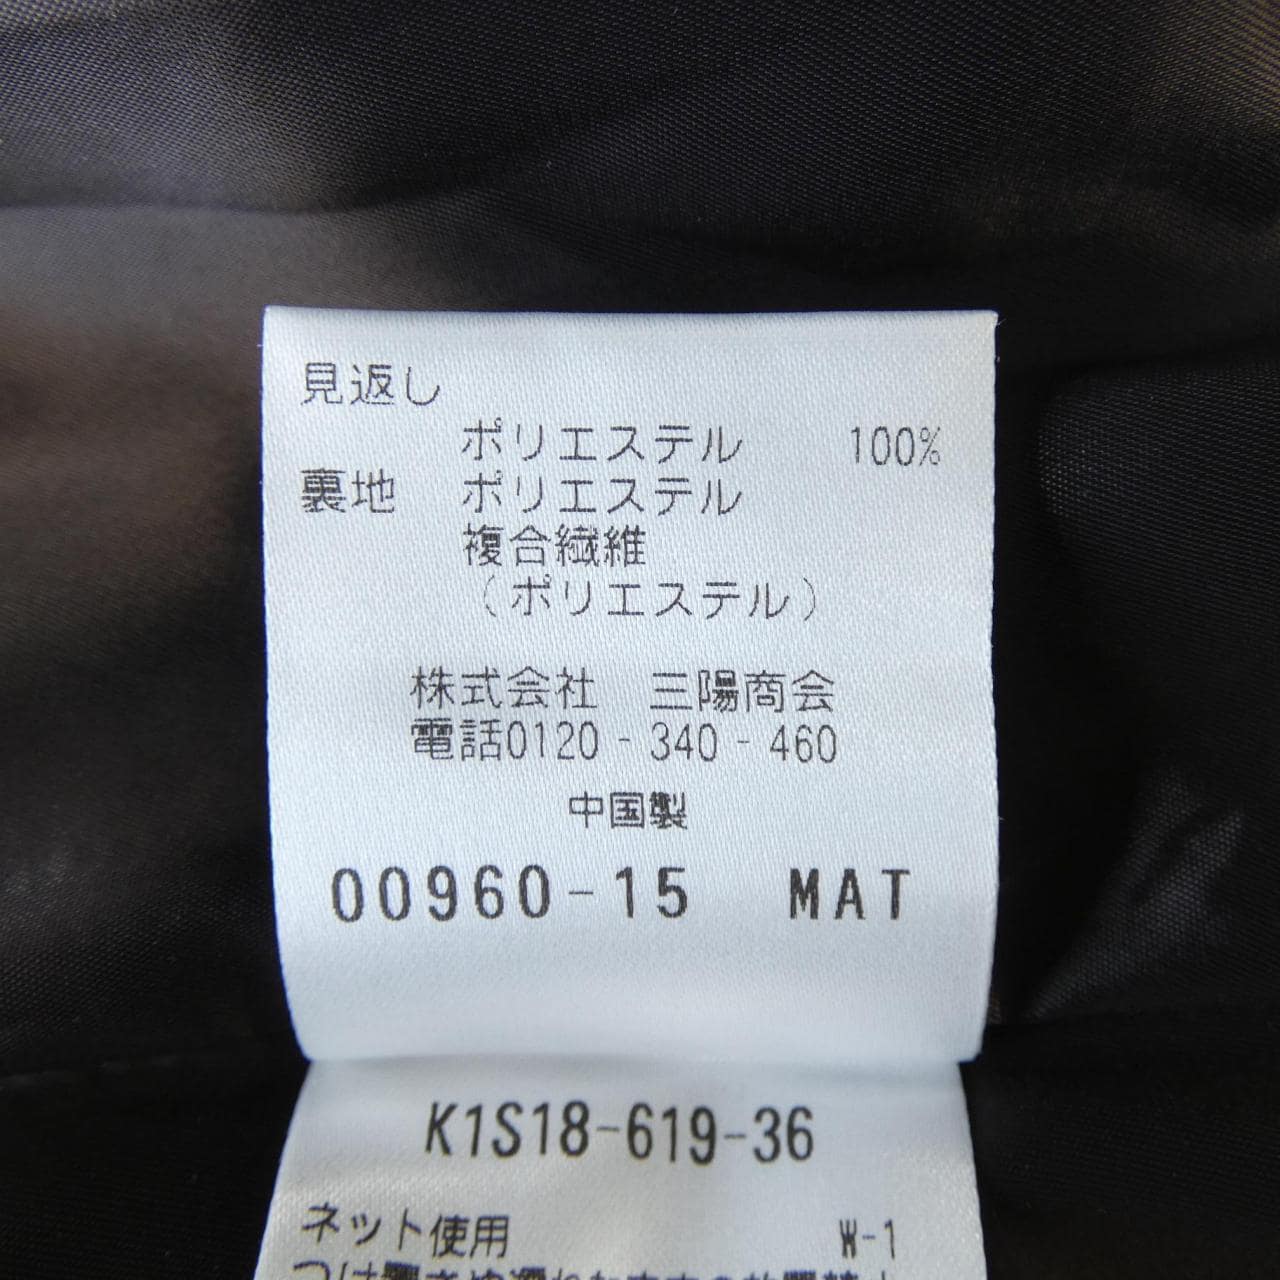 見返し
ポリエステル 100%
裏地 ポリエステル
複合繊維
（ポリエステル）
株式会社 三陽商会
電話0120-340-460
中国製
00960-15 MAT
K1S18-619-36
ネット使用 W-1